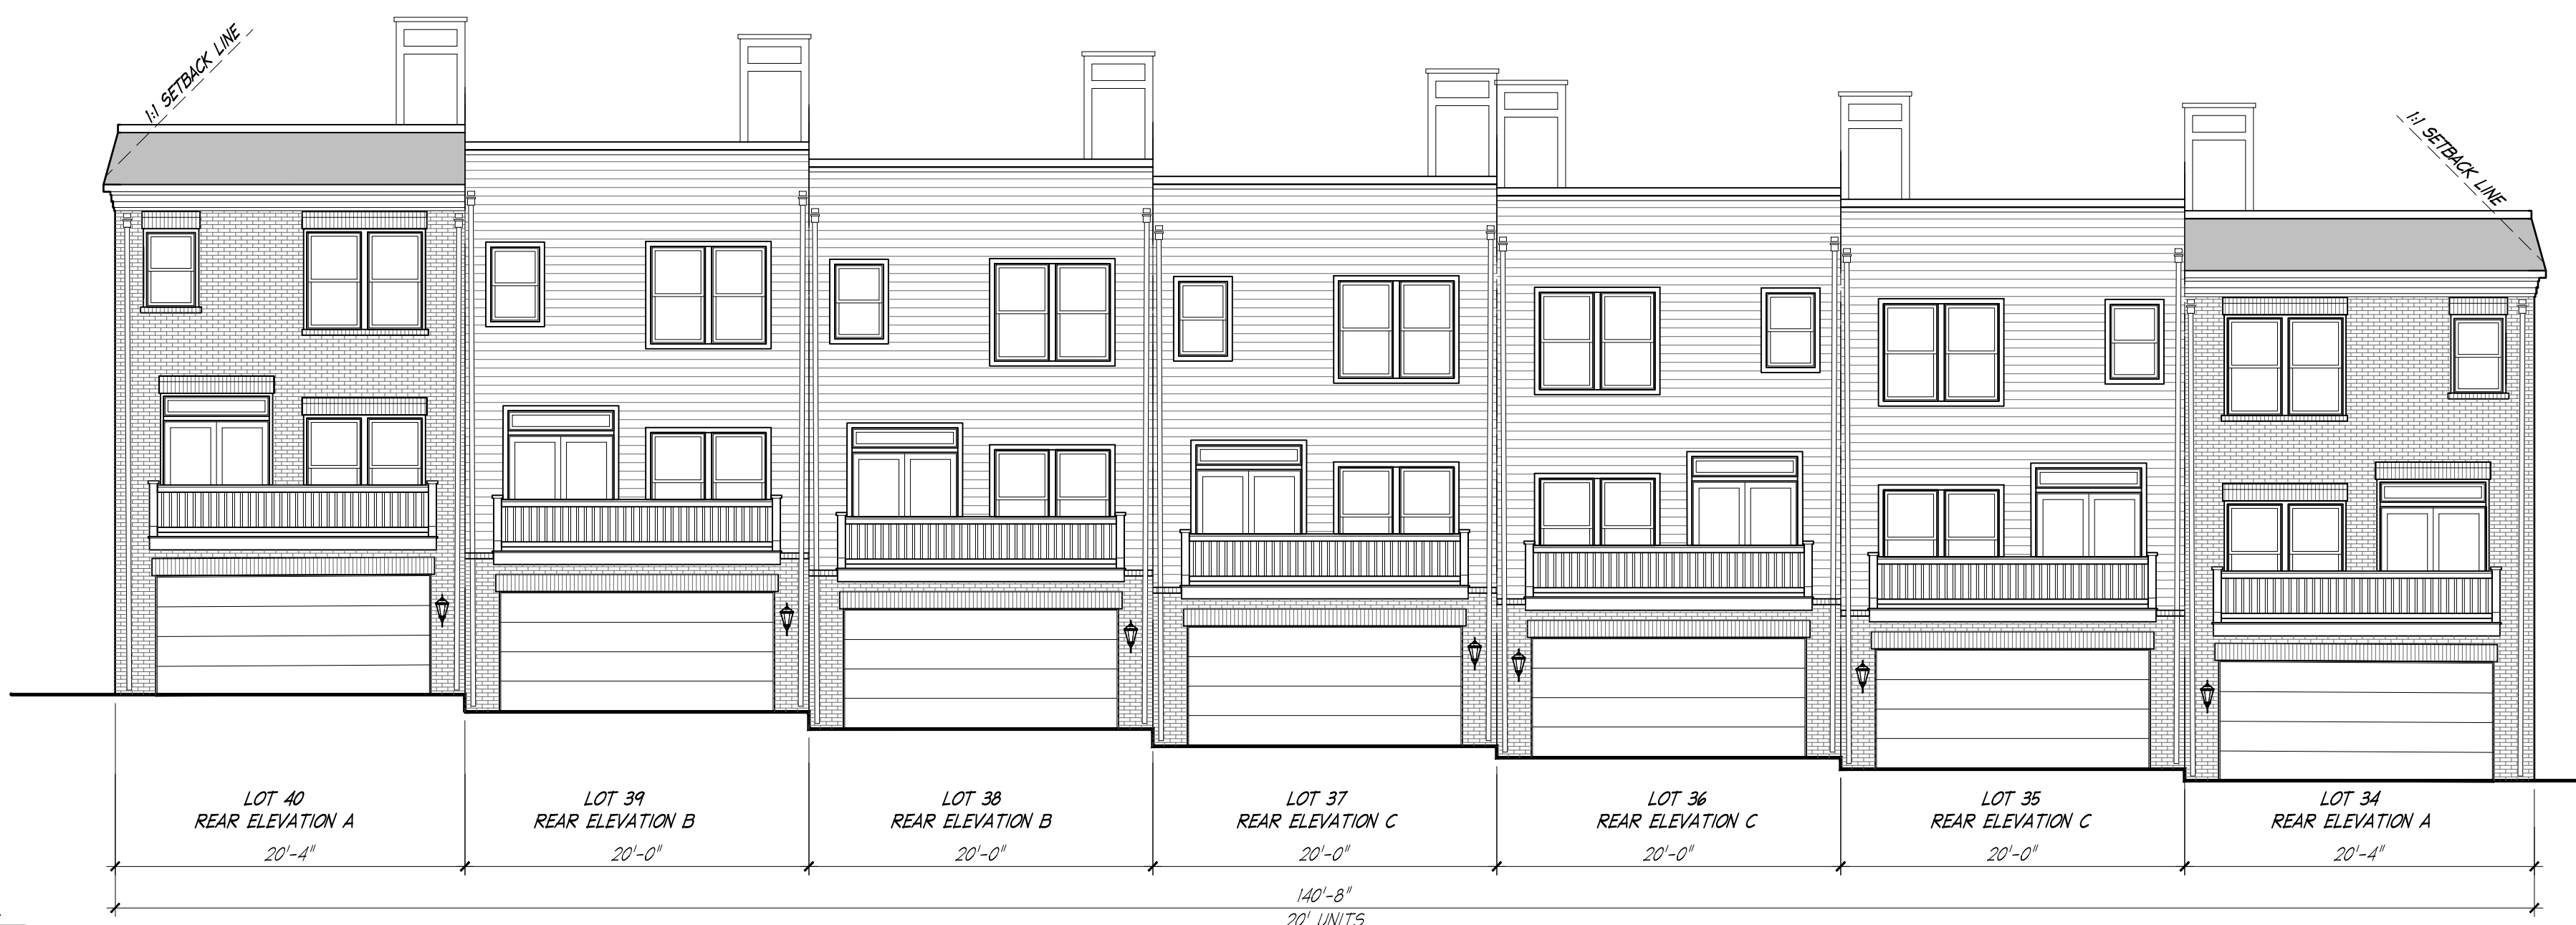 1:1 SETBACK LINE
1:1 SETBACK LINE
LOT 40
REAR ELEVATION A
LOT 39
REAR ELEVATION B
LOT 38
REAR ELEVATION B
LOT 37
REAR ELEVATION C
LOT 36
REAR ELEVATION C
LOT 35
REAR ELEVATION C
LOT 34
REAR ELEVATION A
20'-4"
20'-0"
20'-0"
20'-0"
20'-0"
20'-0"
20'-4"
140'-8"
20' UNITS